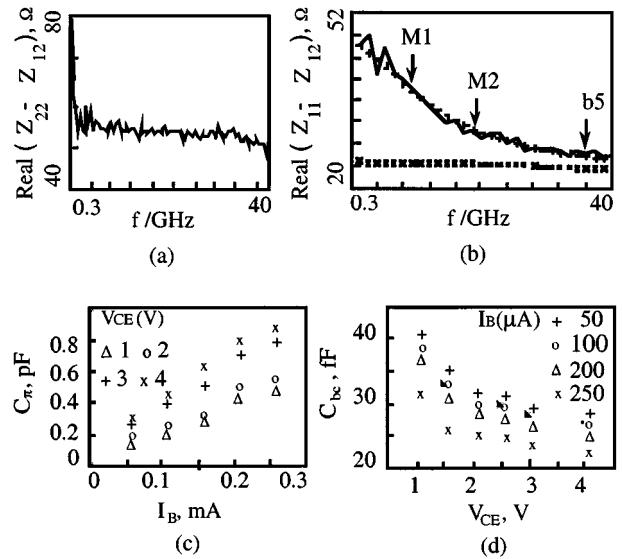 80
Real ( Z22 - Z12), Ω
40
0.3
40
f /GHz
(a)
52
Real ( Z11 - Z12), Ω
20
M1
M2
b5
0.3
40
f /GHz
(b)
VCE(V)
Δ 1 o 2
+ 3 x 4
Cπ, pF
0.8
0.6
0.4
0.2
0
0 0.1 0.2 0.3
IB, mA
(c)
IB(μA) + 50
o 100
Δ 200
x 250
Cbc, fF
40
30
20
1 2 3 4
VCE, V
(d)